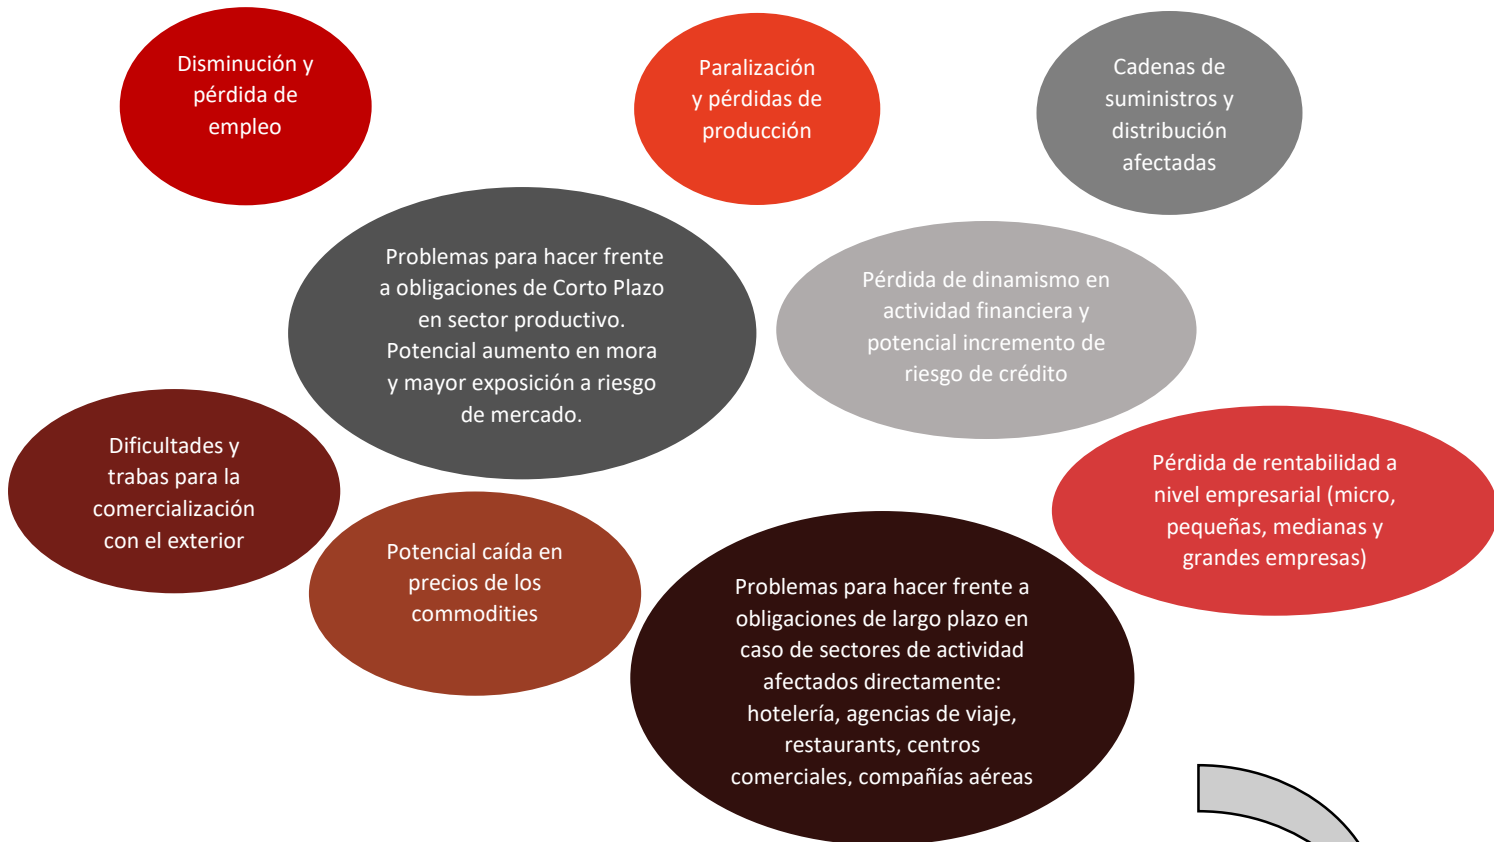 Disminución y
pérdida de
empleo
Paralización
y pérdidas de
producción
Cadenas de
suministros y
distribución
afectadas
Problemas para hacer frente
a obligaciones de Corto Plazo
en sector productivo.
Potencial aumento en mora
y mayor exposición a riesgo
de mercado.
Pérdida de dinamismo en
actividad financiera y
potencial incremento de
riesgo de crédito
Dificultades y
trabas para la
comercialización
con el exterior
Potencial caída en
precios de los
commodities
Problemas para hacer frente a
obligaciones de largo plazo en
caso de sectores de actividad
afectados directamente:
hotelería, agencias de viaje,
restaurants, centros
comerciales, compañías aéreas
Pérdida de rentabilidad a
nivel empresarial (micro,
pequeñas, medianas y
grandes empresas)